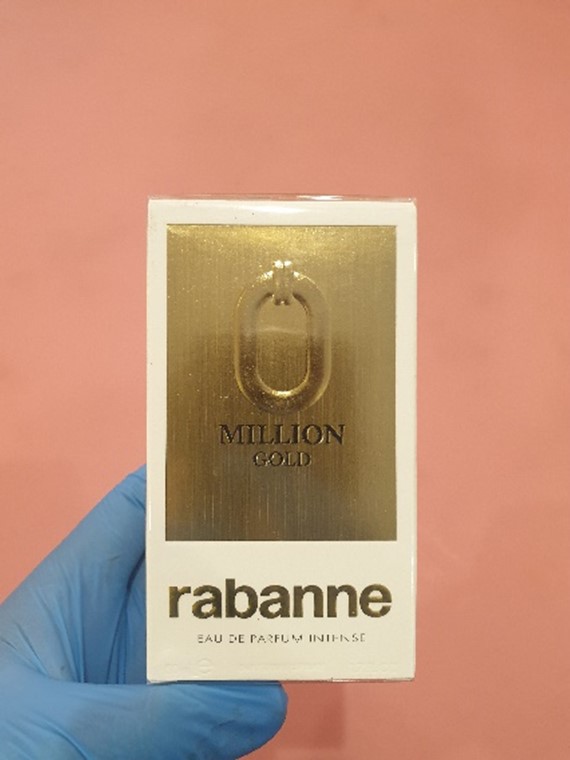 MILLION
GOLD
rabanne
EAU DE PARFUM INTENSE